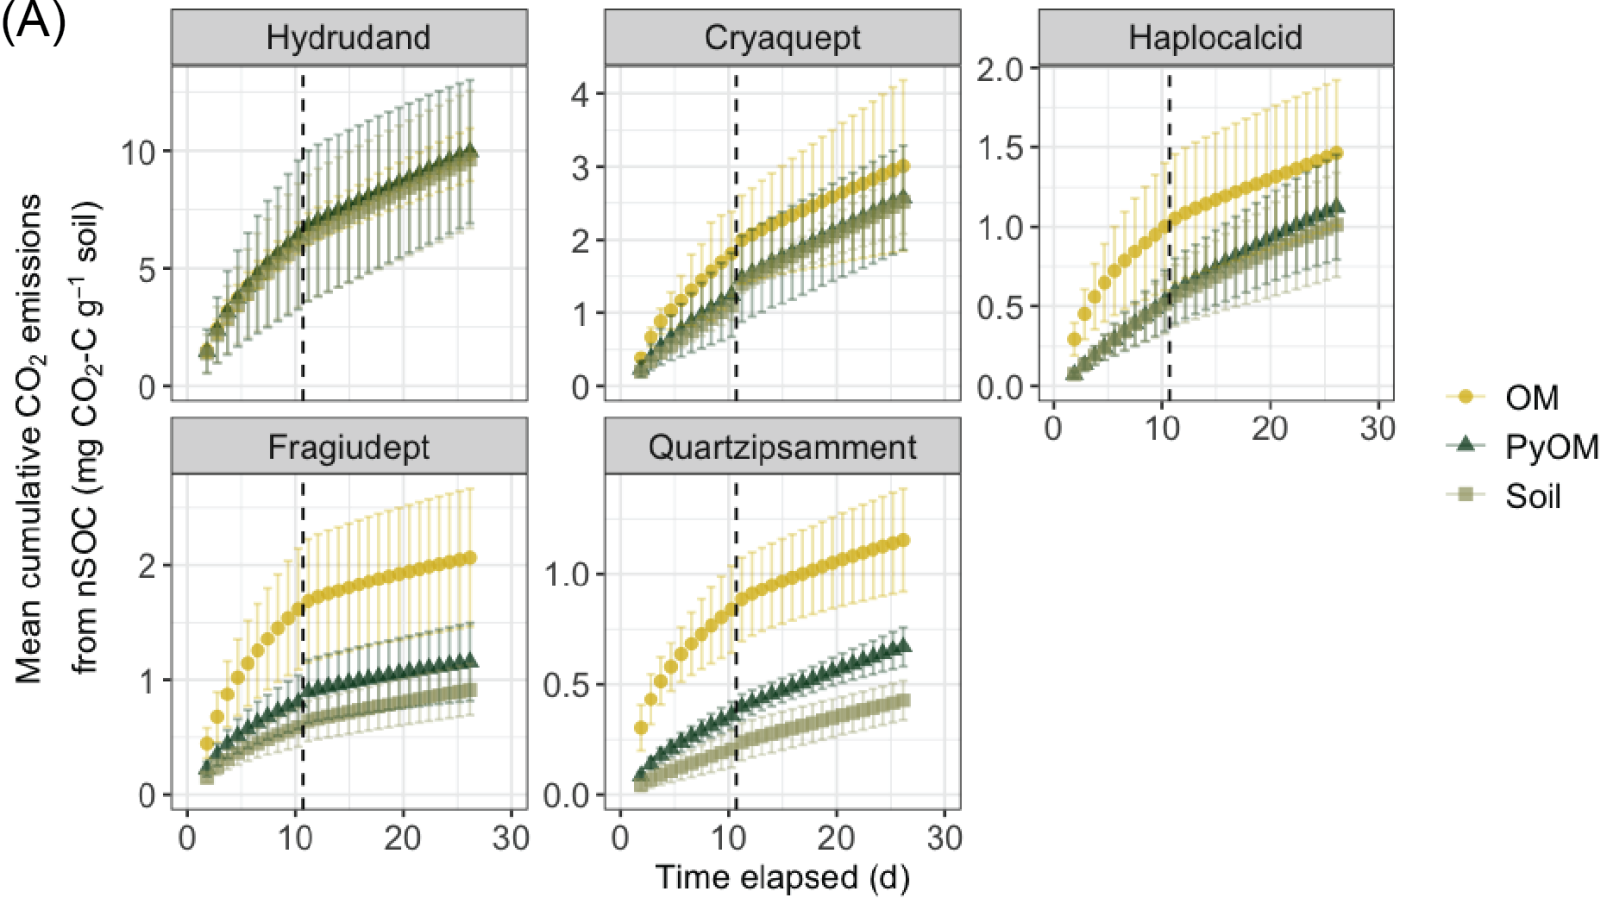 (A)
Hydrudand
Cryaquept
Haplocalcid
Mean cumulative CO₂ emissions
from nSOC (mg CO₂-C g⁻¹ soil)
10
5
0
4
3
2
1
0
2.0
1.5
1.0
0.5
0.0
0 10 20 30
OM
PyOM
Soil
Fragiudept
Quartzipsamment
2
1
0
1.0
0.5
0.0
0 10 20 30
0 10 20 30
Time elapsed (d)